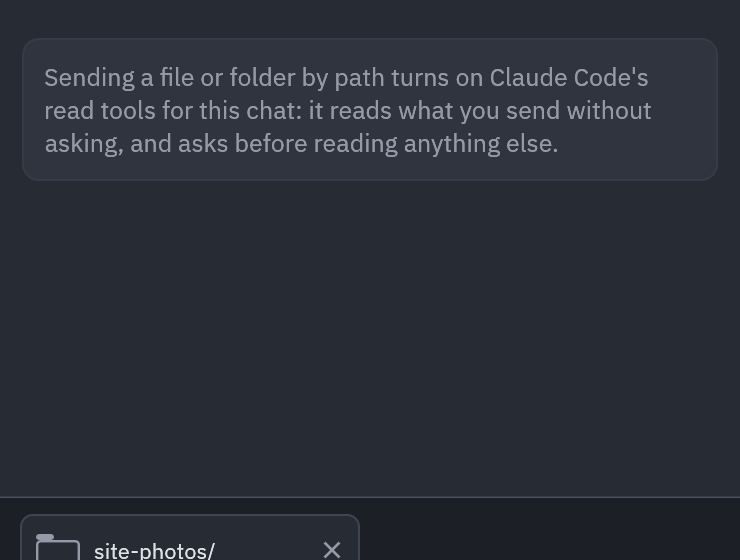 Sending a file or folder by path turns on Claude Code's
read tools for this chat: it reads what you send without
asking, and asks before reading anything else.
site-photos/